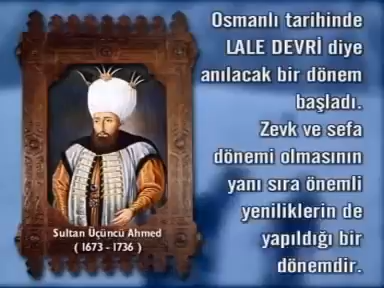 Osmanlı tarihinde
LALE DEVRİ diye
anılacak bir dönem
başladı.
Zevk ve sefa
dönemi olmasının
yanı sıra önemli
yeniliklerin de
yapıldığı bir
dönemdir.
Sultan Üçüncü Ahmed
( 1673 - 1736 )